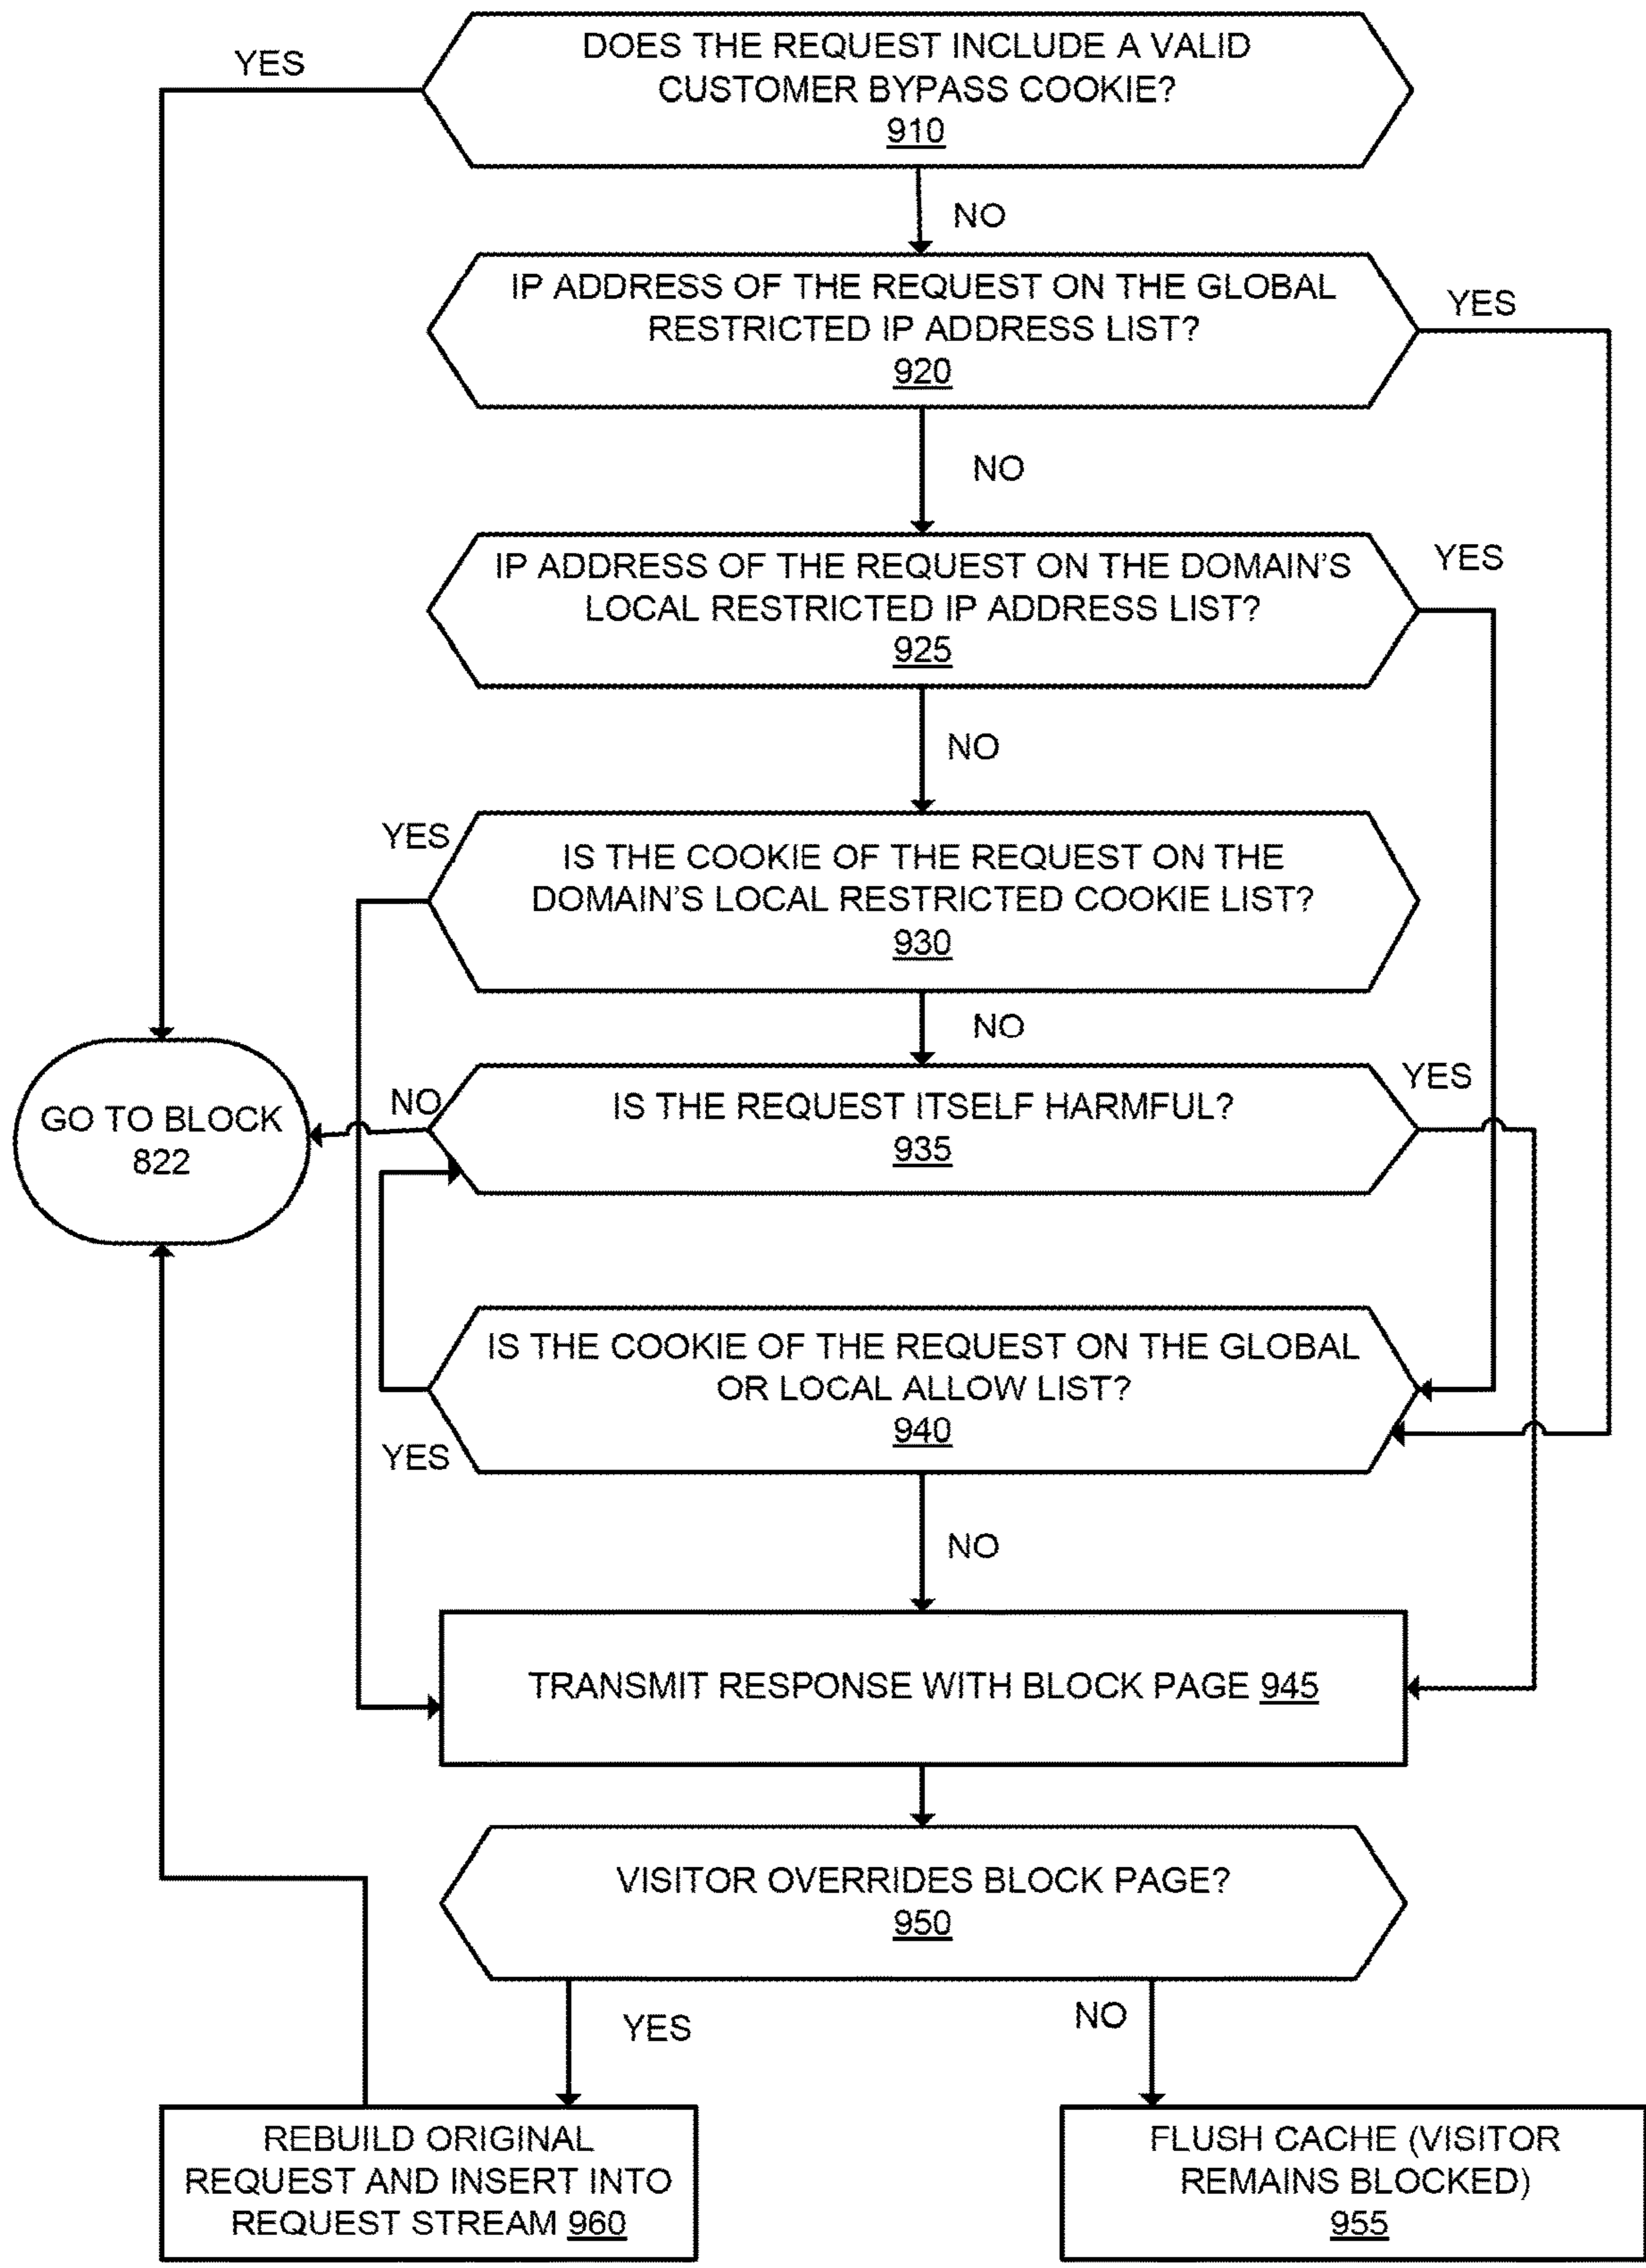 DOES THE REQUEST INCLUDE A VALID
CUSTOMER BYPASS COOKIE?
910
YES
NO
IP ADDRESS OF THE REQUEST ON THE GLOBAL
RESTRICTED IP ADDRESS LIST?
920
YES
NO
IP ADDRESS OF THE REQUEST ON THE DOMAIN'S
LOCAL RESTRICTED IP ADDRESS LIST?
925
YES
NO
YES
IS THE COOKIE OF THE REQUEST ON THE
DOMAIN'S LOCAL RESTRICTED COOKIE LIST?
930
NO
GO TO BLOCK
822
NO
IS THE REQUEST ITSELF HARMFUL?
935
YES
IS THE COOKIE OF THE REQUEST ON THE GLOBAL
OR LOCAL ALLOW LIST?
940
YES
NO
TRANSMIT RESPONSE WITH BLOCK PAGE 945
VISITOR OVERRIDES BLOCK PAGE?
950
YES
NO
REBUILD ORIGINAL
REQUEST AND INSERT INTO
REQUEST STREAM 960
FLUSH CACHE (VISITOR
REMAINS BLOCKED)
955